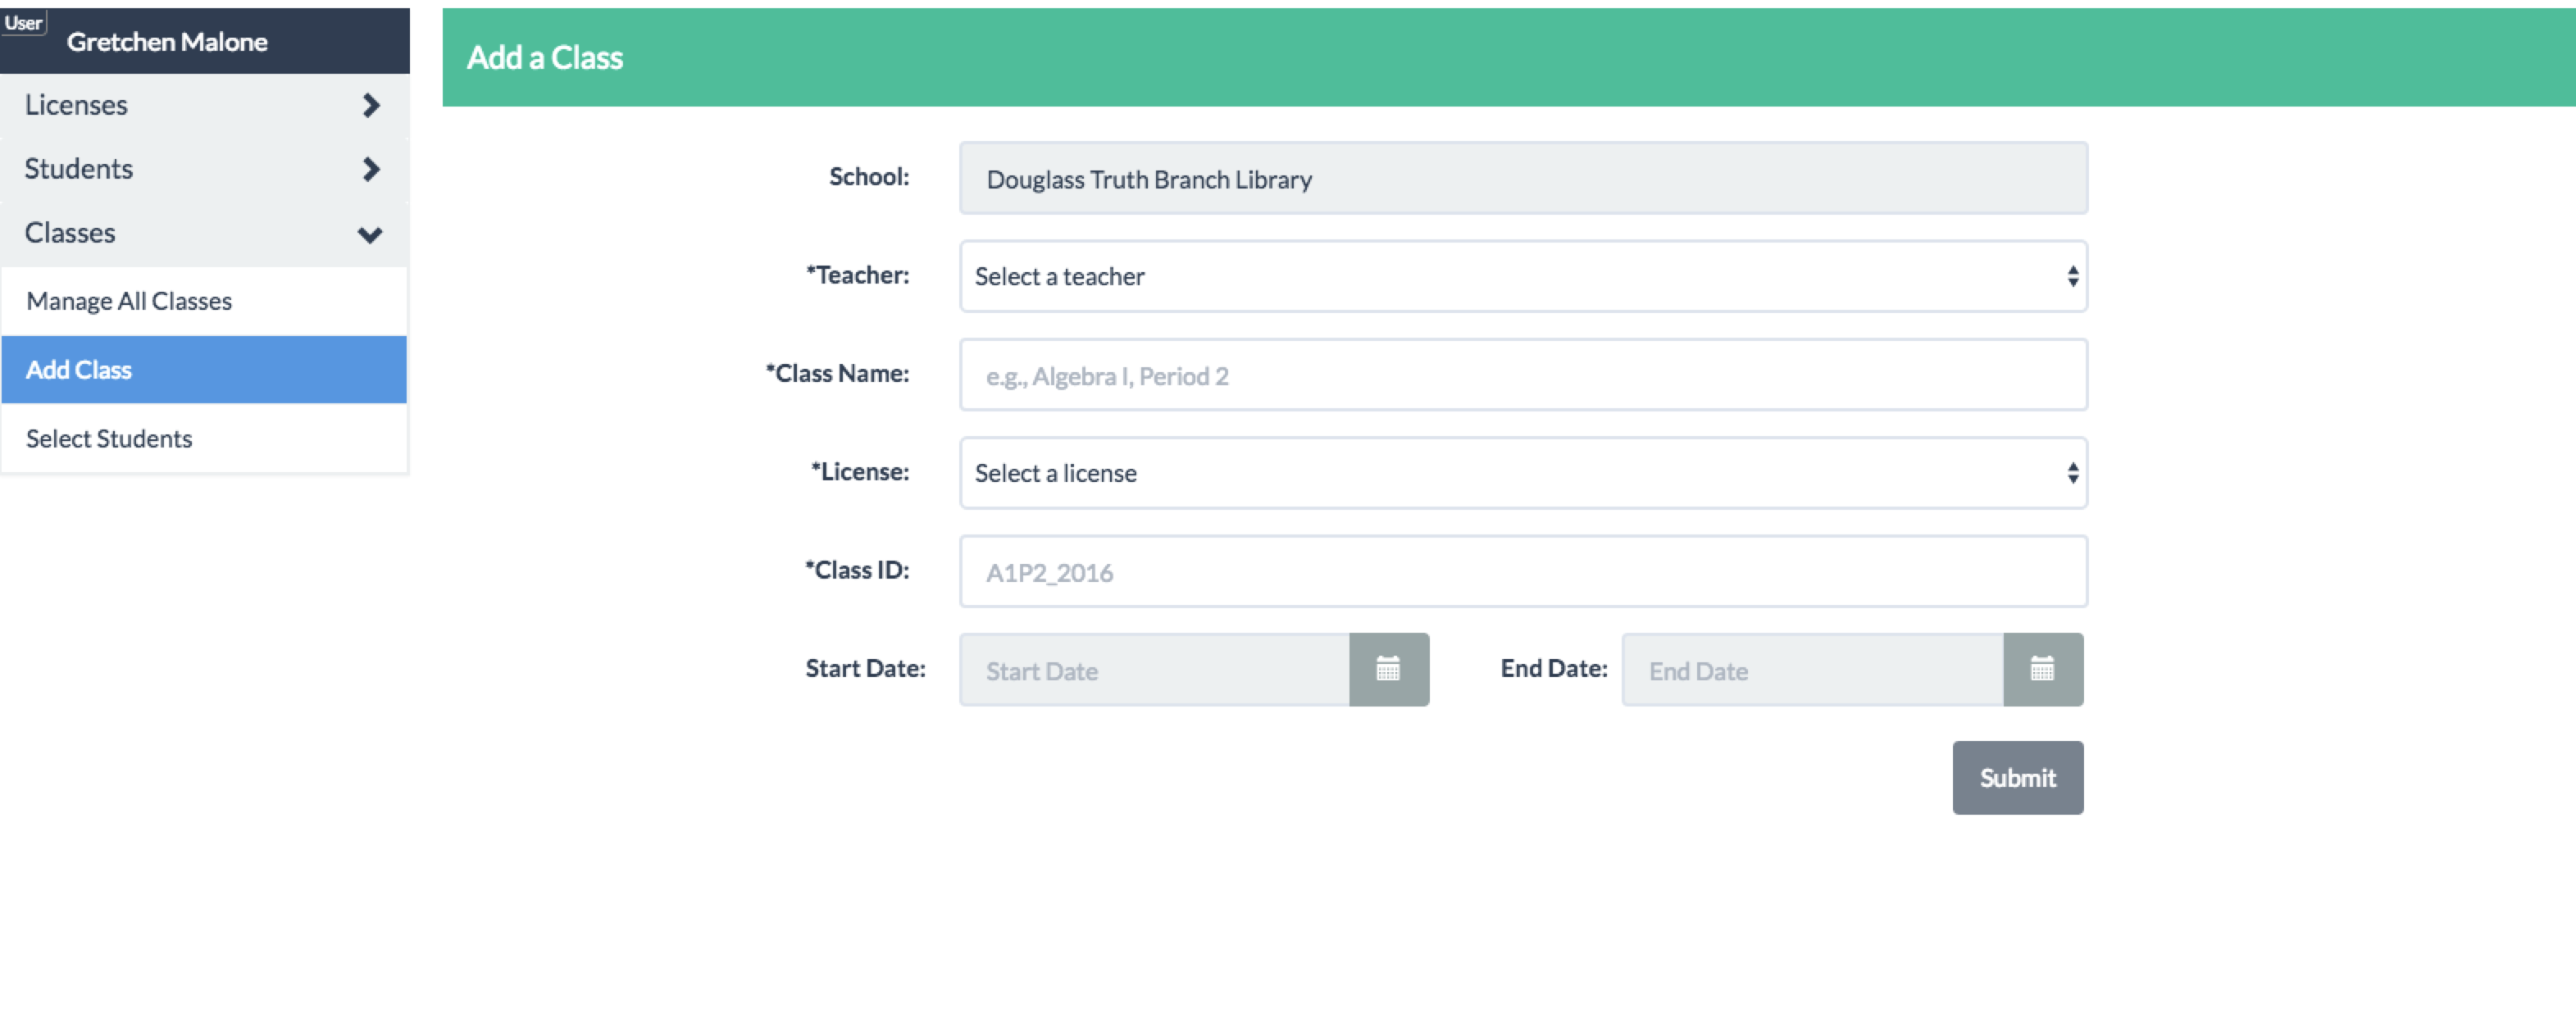 User
Gretchen Malone
Licenses
Students
Classes
Manage All Classes
Add Class
Select Students
Add a Class
School: Douglass Truth Branch Library
*Teacher: Select a teacher
*Class Name: e.g., Algebra I, Period 2
*License: Select a license
*Class ID: A1P2_2016
Start Date: Start Date End Date: End Date
Submit